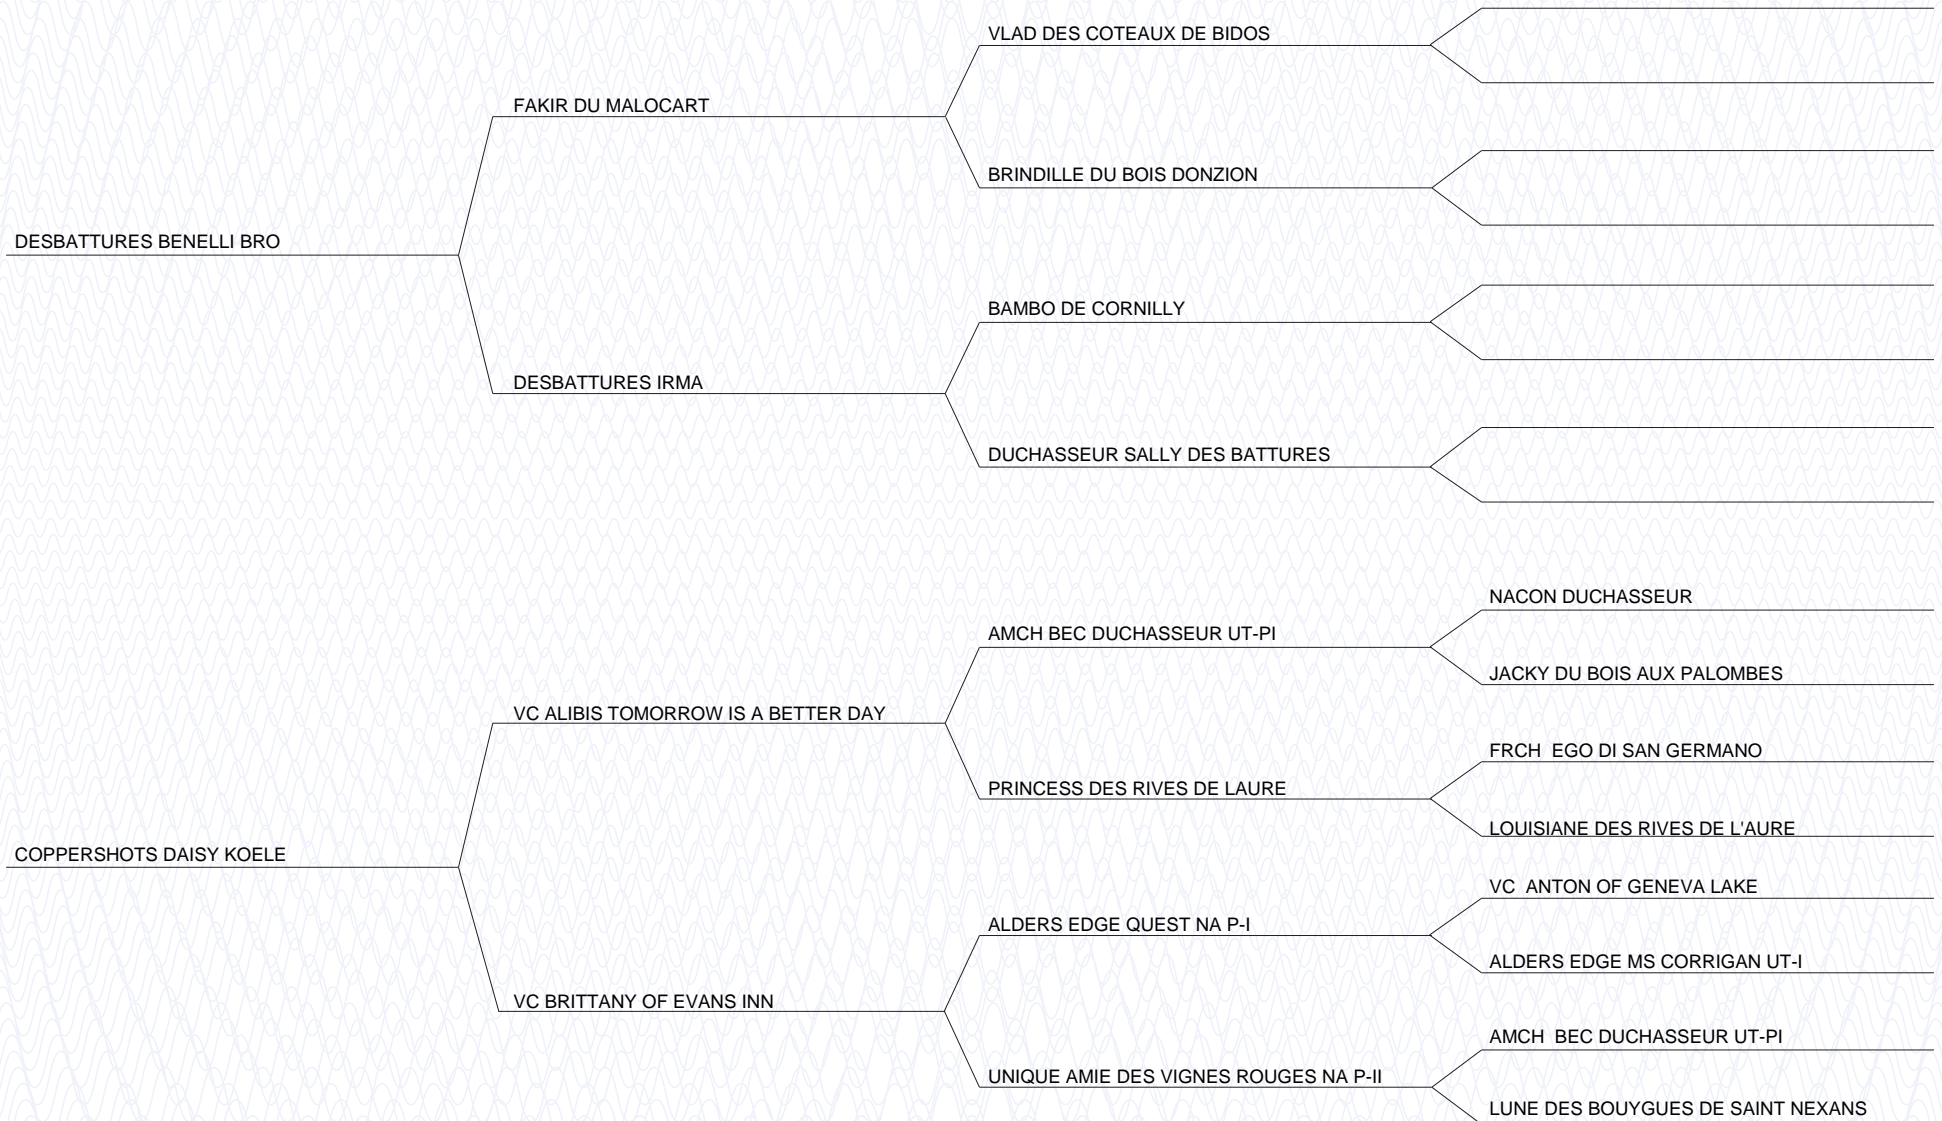 VLAD DES COTEAUX DE BIDOS
FAKIR DU MALOCART
BRINDILLE DU BOIS DONZION
DESBATTURES BENELLI BRO
BAMBO DE CORNILLY
DESBATTURES IRMA
DUCHASSEUR SALLY DES BATTURES
NACON DUCHASSEUR
AMCH BEC DUCHASSEUR UT-PI
JACKY DU BOIS AUX PALOMBES
VC ALIBIS TOMORROW IS A BETTER DAY
FRCH  EGO DI SAN GERMANO
PRINCESS DES RIVES DE LAURE
LOUISIANE DES RIVES DE L'AURE
COPPERSHOTS DAISY KOELE
VC  ANTON OF GENEVA LAKE
ALDERS EDGE QUEST NA P-I
ALDERS EDGE MS CORRIGAN UT-I
VC BRITTANY OF EVANS INN
AMCH  BEC DUCHASSEUR UT-PI
UNIQUE AMIE DES VIGNES ROUGES NA P-II
LUNE DES BOUYGUES DE SAINT NEXANS